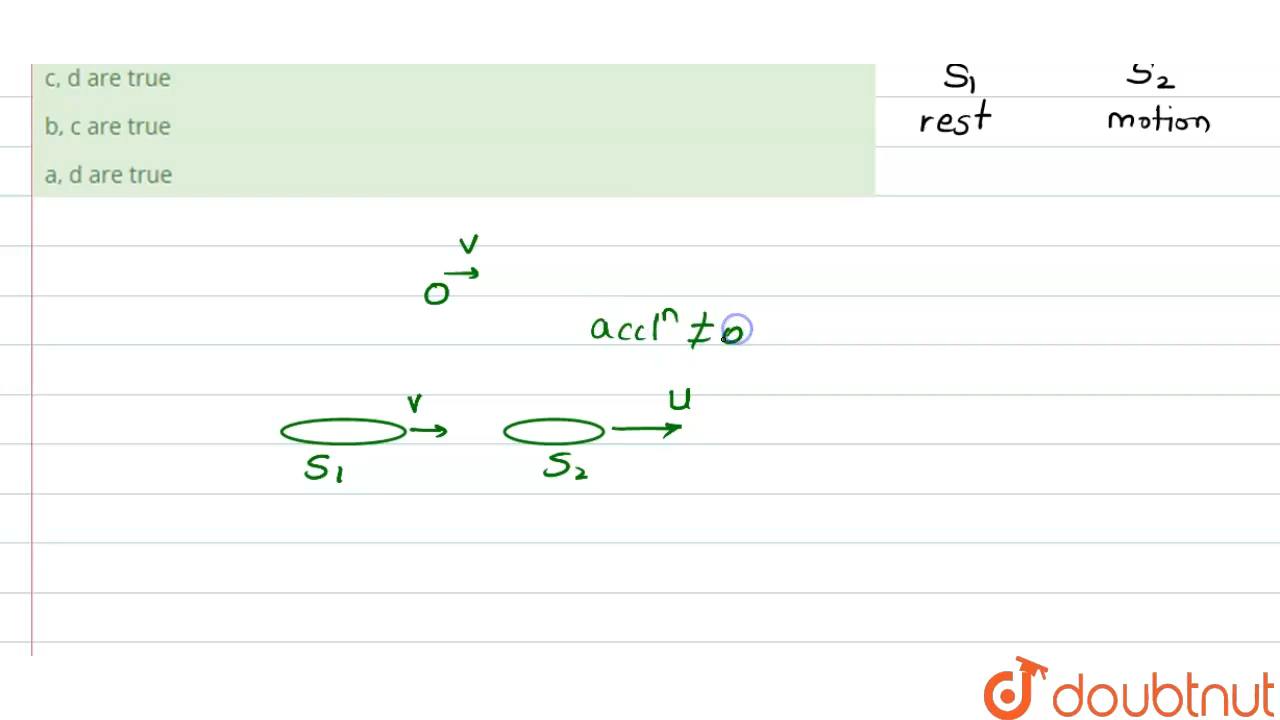 c, d are true
b, c are true
a, d are true
S₁ S₂
rest motion
v
O
acclⁿ ≠ 0
v u
S₁ S₂
doubtnut